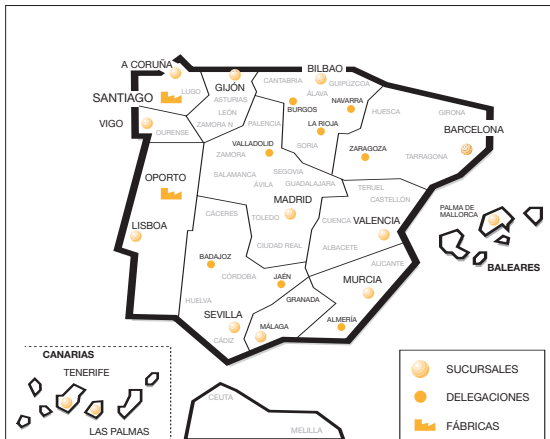 A CORUÑA
GIJÓN
BILBAO
CANTABRIA
GUIPÚZCOA
LUGO
ASTURIAS
ÁLAVA
SANTIAGO
BURGOS
NAVARRA
LEÓN
HUESCA
GIRONA
VIGO
ZAMORA N
PALENCIA
LA RIOJA
OURENSE
BARCELONA
VALLADOLID
SORIA
ZAMORA
ZARAGOZA
TARRAGONA
SALAMANCA
SEGOVIA
OPORTO
ÁVILA
GUADALAJARA
TERUEL
MADRID
CASTELLÓN
PALMA DE
MALLORCA
CÁCERES
TOLEDO
CUENCA
VALENCIA
LISBOA
CIUDAD REAL
ALBACETE
BADAJOZ
ALICANTE
BALEARES
CÓRDOBA
JAÉN
MURCIA
HUELVA
GRANADA
SEVILLA
MÁLAGA
ALMERÍA
CÁDIZ
CANARIAS
TENERIFE
LAS PALMAS
CEUTA
MELILLA
SUCURSALES
DELEGACIONES
FÁBRICAS